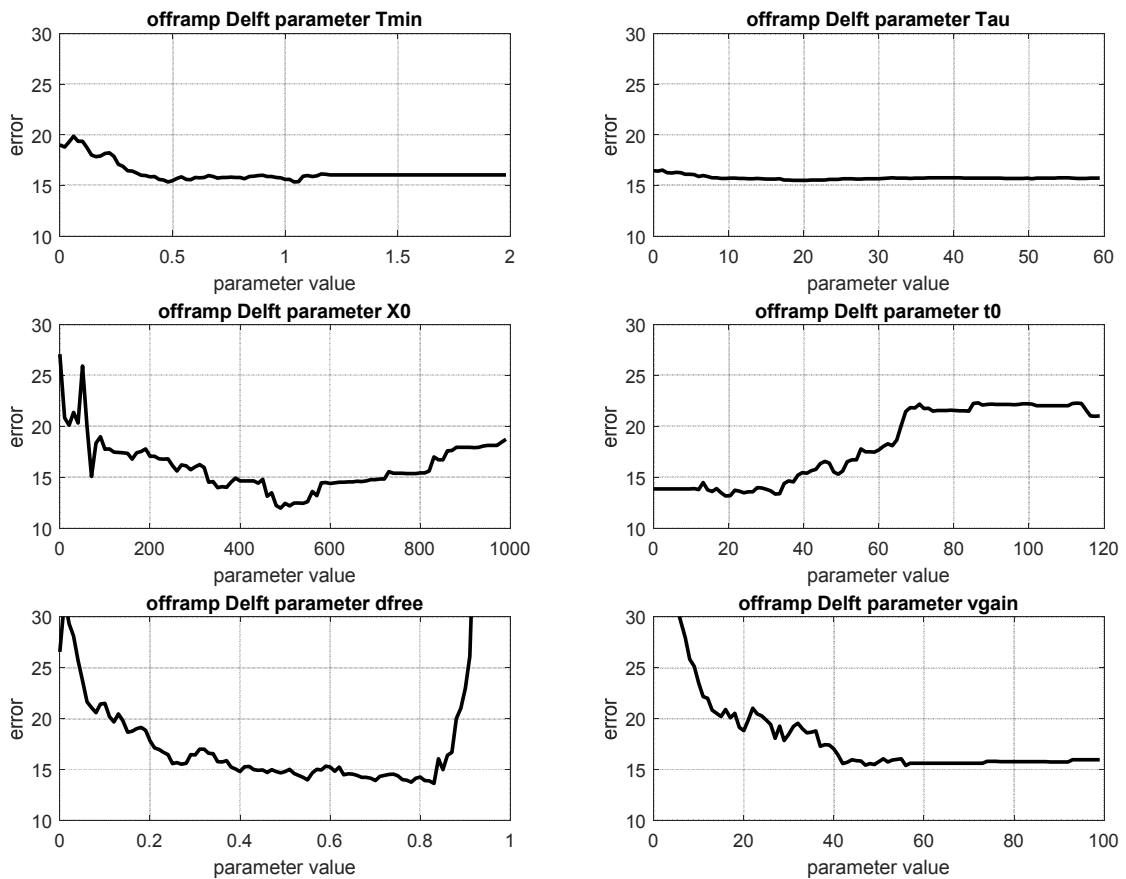 offramp Delft parameter Tmin
30
25
20
15
10
error
0 0.5 1 1.5 2
parameter value
offramp Delft parameter Tau
30
25
20
15
10
error
0 10 20 30 40 50 60
parameter value
offramp Delft parameter X0
30
25
20
15
10
error
0 200 400 600 800 1000
parameter value
offramp Delft parameter t0
30
25
20
15
10
error
0 20 40 60 80 100 120
parameter value
offramp Delft parameter dfree
30
25
20
15
10
error
0 0.2 0.4 0.6 0.8 1
parameter value
offramp Delft parameter vgain
30
25
20
15
10
error
0 20 40 60 80 100
parameter value